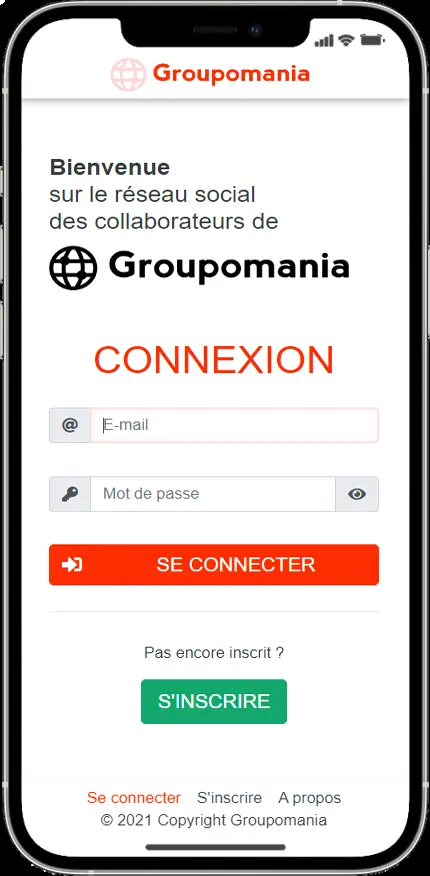 Groupomania
Bienvenue
sur le réseau social
des collaborateurs de
Groupomania
CONNEXION
@
E-mail
Mot de passe
SE CONNECTER
Pas encore inscrit ?
S'INSCRIRE
Se connecter S'inscrire A propos
© 2021 Copyright Groupomania